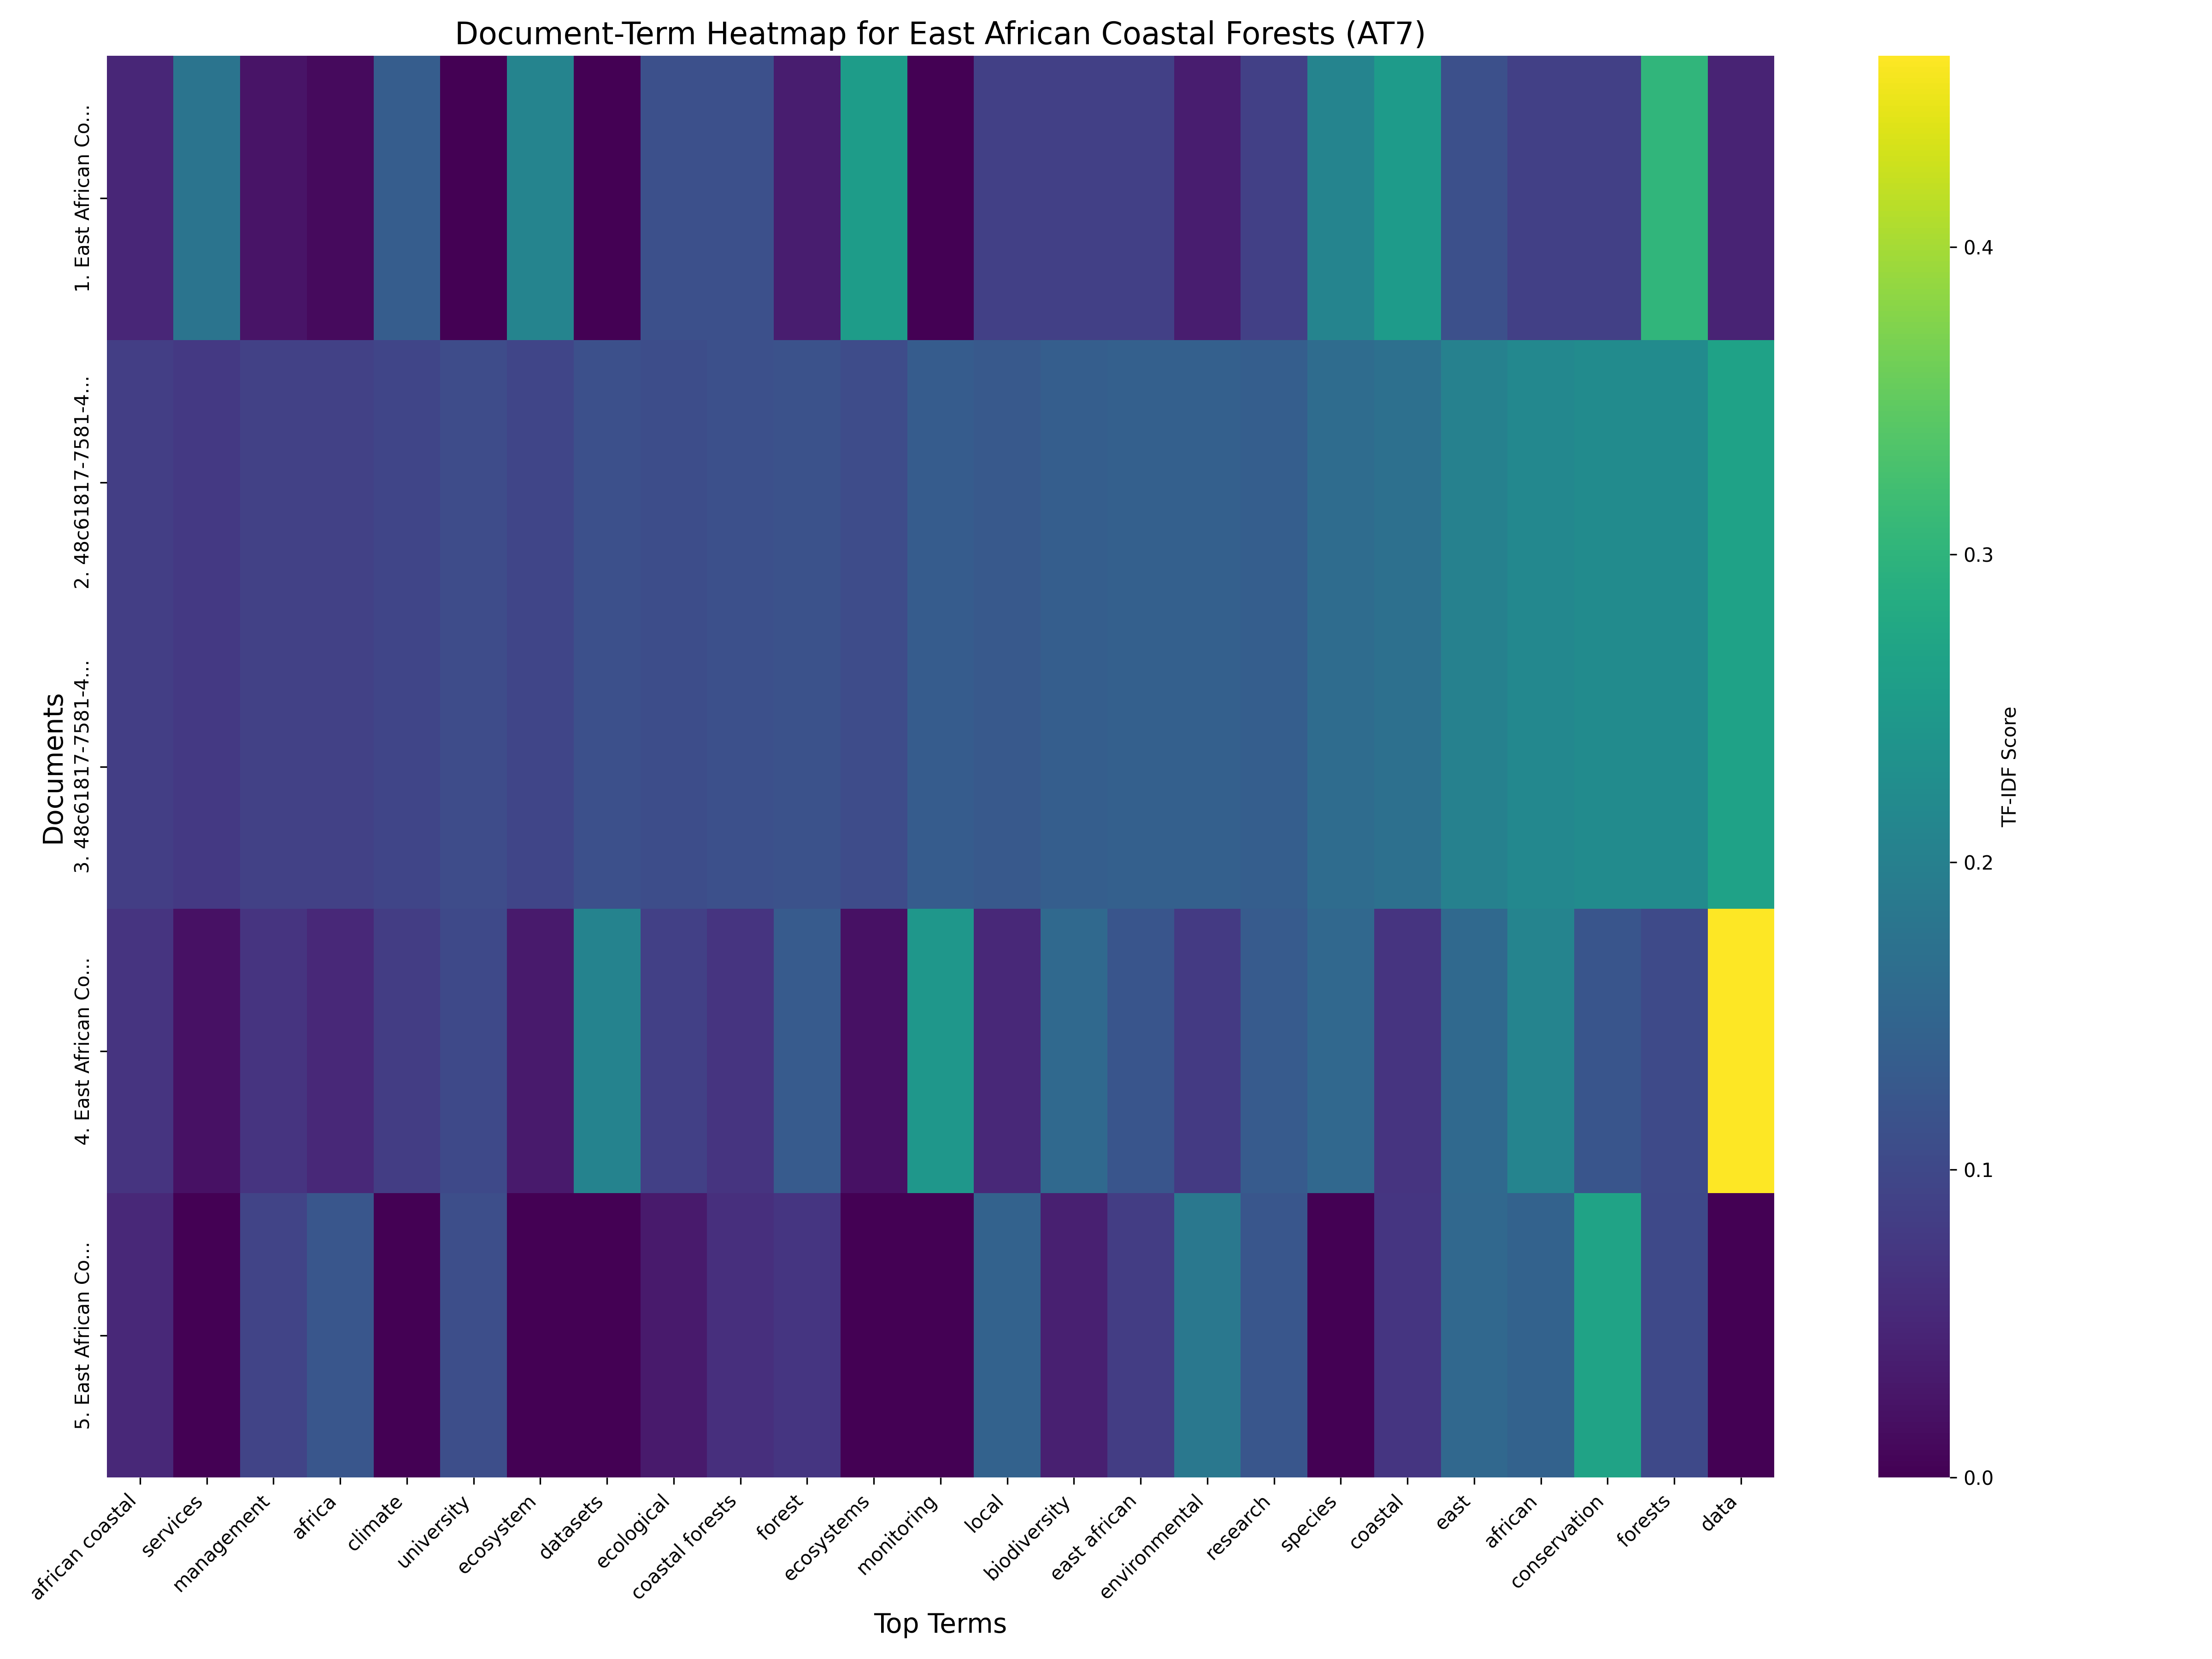 Document-Term Heatmap for East African Coastal Forests (AT7)
Documents
1. East African Co...
2. 48c61817-7581-4...
3. 48c61817-7581-4...
4. East African Co...
5. East African Co...
african coastal
services
management
africa
climate
university
ecosystem
datasets
ecological
coastal forests
forest
ecosystems
monitoring
local
biodiversity
east african
environmental
research
species
coastal
east
african
conservation
forests
data
Top Terms
0.4
0.3
0.2
0.1
0.0
TF-IDF Score